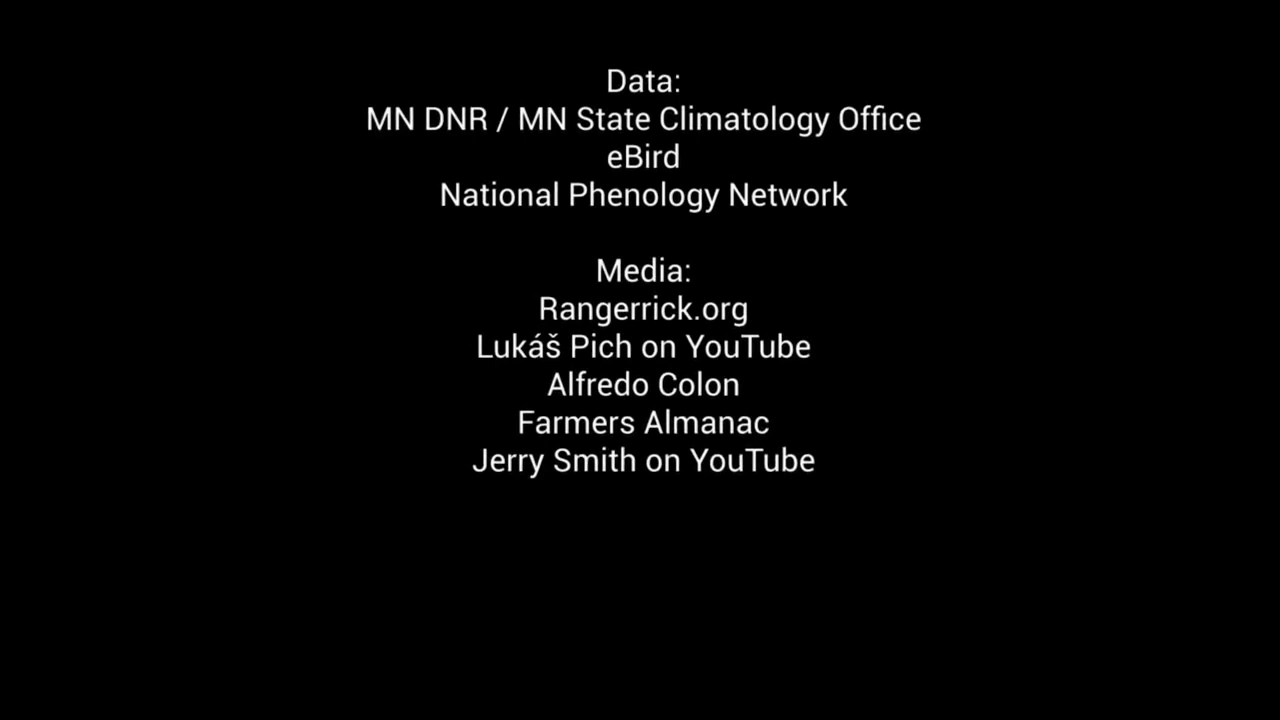 Data:
MN DNR / MN State Climatology Office
eBird
National Phenology Network
Media:
Rangerrick.org
Lukáš Pich on YouTube
Alfredo Colon
Farmers Almanac
Jerry Smith on YouTube